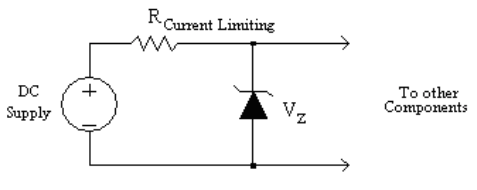 R Current Limiting
DC
Supply
+
−
V Z
To other
Components